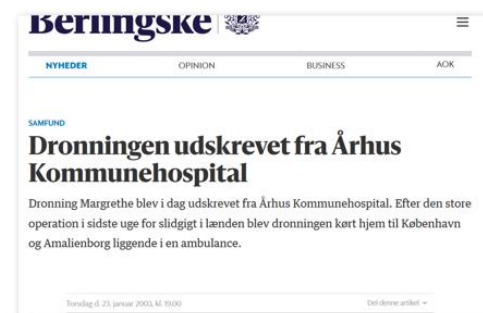 Berlingske
NYHEDER OPINION BUSINESS AOK
SAMFUND
Dronningen udskrevet fra Århus
Kommunehospital
Dronning Margrethe blev i dag udskrevet fra Århus Kommunehospital. Efter den store
operation i sidste uge for slidgigt i lænden blev dronningen kørt hjem til København
og Amalienborg liggende i en ambulance.
Torsdag d. 23. januar 2003, kl. 19.00 Del denne artikel